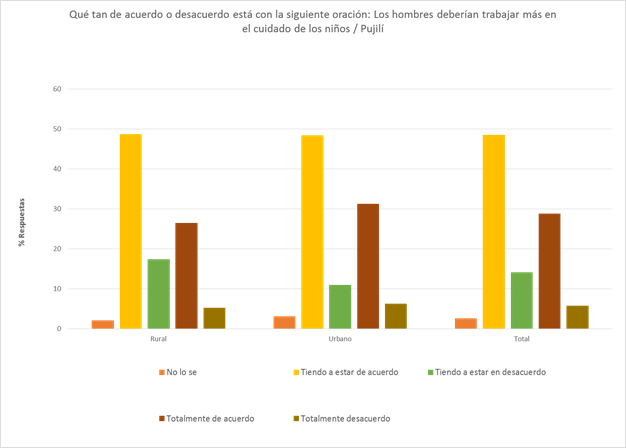 Qué tan de acuerdo o desacuerdo está con la siguiente oración: Los hombres deberían trabajar más en
el cuidado de los niños / Pujilí
60
50
40
30
20
10
0
% Respuestas
Rural
Urbano
Total
No lo se
Tiendo a estar de acuerdo
Tiendo a estar en desacuerdo
Totalmente de acuerdo
Totalmente desacuerdo